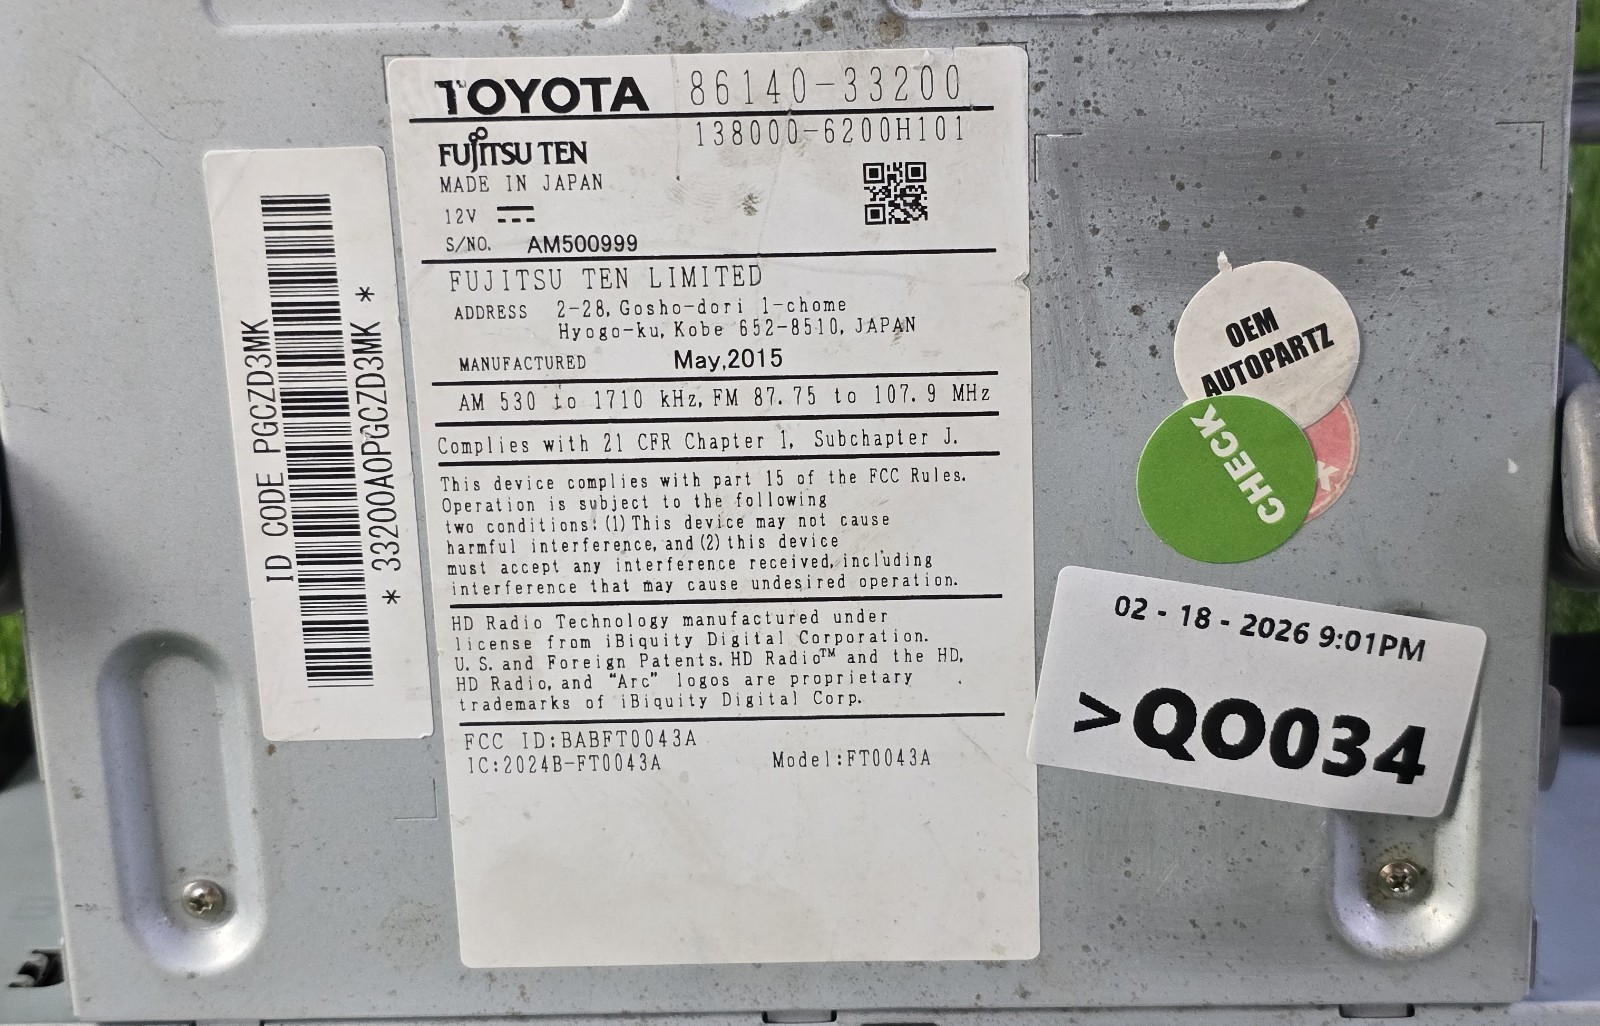 TOYOTA 86140-33200
138000-6200H101
FUJITSU TEN
MADE IN JAPAN
12V
S/NO. AM500999
FUJITSU TEN LIMITED
ADDRESS 2-28, Gosho-dori 1-chome
Hyogo-ku, Kobe 652-8510, JAPAN
MANUFACTURED May,2015
AM 530 to 1710 kHz, FM 87.75 to 107.9 MHz
Complies with 21 CFR Chapter 1, Subchapter J.
This device complies with part 15 of the FCC Rules.
Operation is subject to the following
two conditions: (1) This device may not cause
harmful interference, and (2) this device
must accept any interference received, including
interference that may cause undesired operation.
HD Radio Technology manufactured under
license from iBiquity Digital Corporation.
U.S. and Foreign Patents. HD Radio™ and the HD,
HD Radio, and “Arc” logos are proprietary
trademarks of iBiquity Digital Corp.
FCC ID:BABFT0043A
IC:2024B-FT0043A Model:FT0043A
ID CODE PGCZD3MK
* 33200A0PGCZD3MK *
OEM
AUTOPARTZ
CHECK
02 - 18 - 2026 9:01PM
>QO034